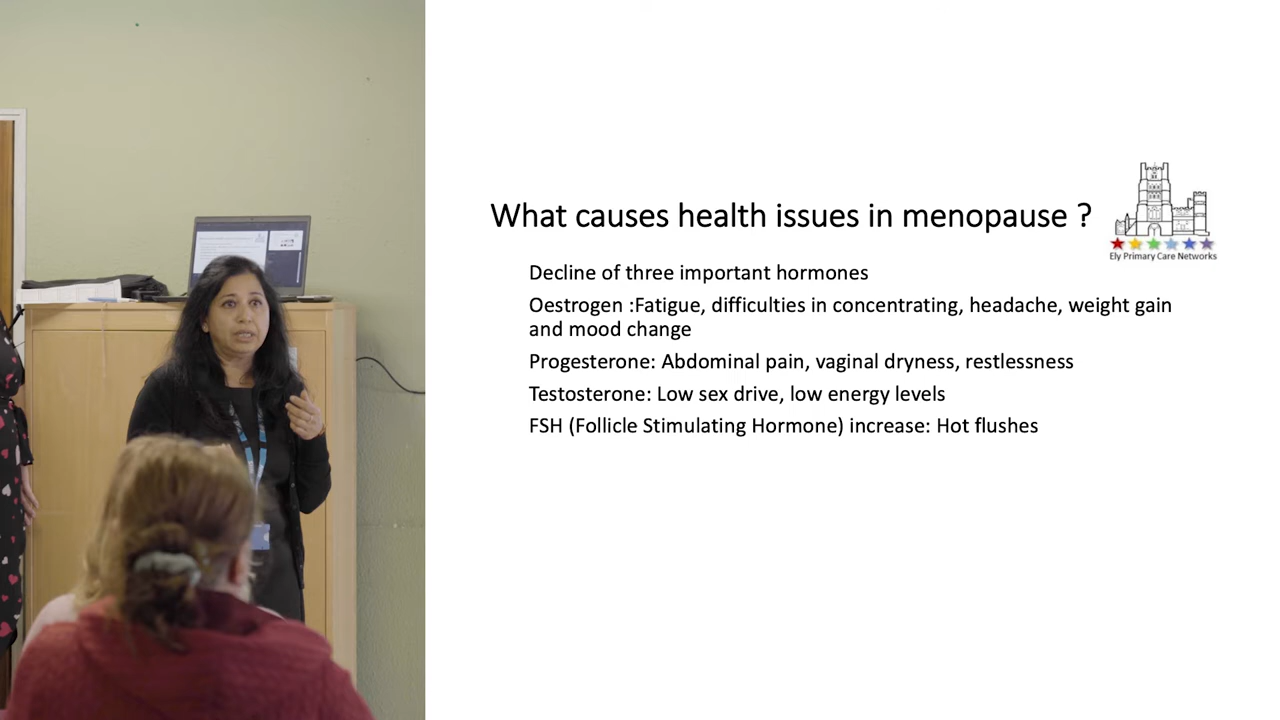 What causes health issues in menopause ?
Ely Primary Care Networks
Decline of three important hormones
Oestrogen :Fatigue, difficulties in concentrating, headache, weight gain
and mood change
Progesterone: Abdominal pain, vaginal dryness, restlessness
Testosterone: Low sex drive, low energy levels
FSH (Follicle Stimulating Hormone) increase: Hot flushes